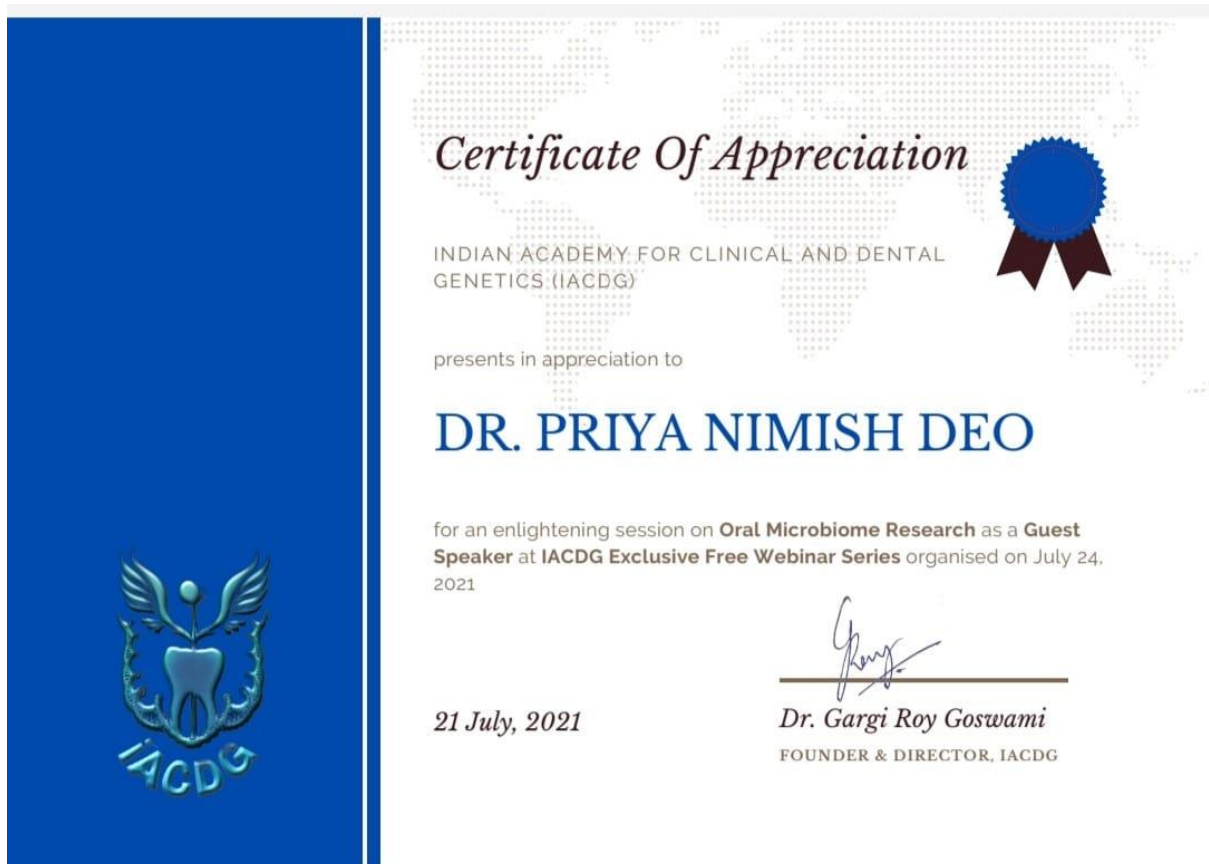 Certificate Of Appreciation
INDIAN ACADEMY FOR CLINICAL AND DENTAL
GENETICS (IACDG)
presents in appreciation to
DR. PRIYA NIMISH DEO
for an enlightening session on Oral Microbiome Research as a Guest
Speaker at IACDG Exclusive Free Webinar Series organised on July 24,
2021
21 July, 2021
Dr. Gargi Roy Goswami
FOUNDER & DIRECTOR, IACDG
iACDG